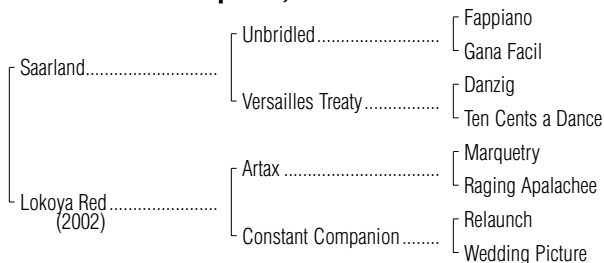 Fappiano
Unbridled..............................
Gana Facil
Saarland................................
Danzig
Versailles Treaty..................
Ten Cents a Dance
Marquetry
Artax .....................................
Raging Apalachee
Lokoya Red..........................
(2002)
Relaunch
Constant Companion.........
Wedding Picture